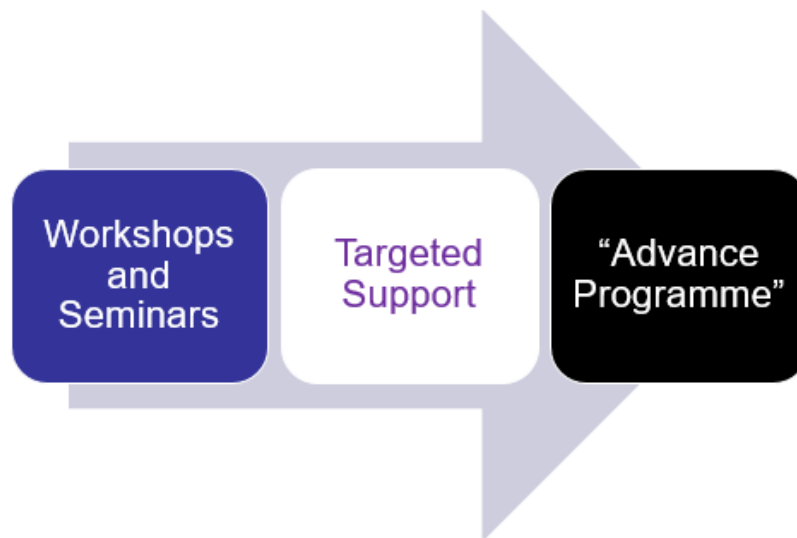 Workshops
and
Seminars
Targeted
Support
“Advance
Programme”